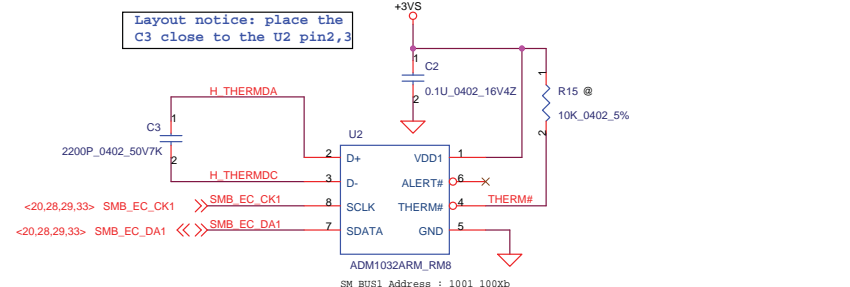 +3VS
Layout notice: place the
C3 close to the U2 pin2,3
1
C2
0.1U_0402_16V4Z
2
1
R15 @
10K_0402_5%
2
H_THERMDA
1
C3
2200P_0402_50V7K
2
H_THERMDC
U2
2 D+ VDD1 1
3 D- ALERT# 6
<20,28,29,33> SMB_EC_CK1 SMB_EC_CK1 8 SCLK THERM# 4 THERM#
<20,28,29,33> SMB_EC_DA1 SMB_EC_DA1 7 SDATA GND 5
ADM1032ARM_RM8
SM BUS1 Address : 1001 100Xb